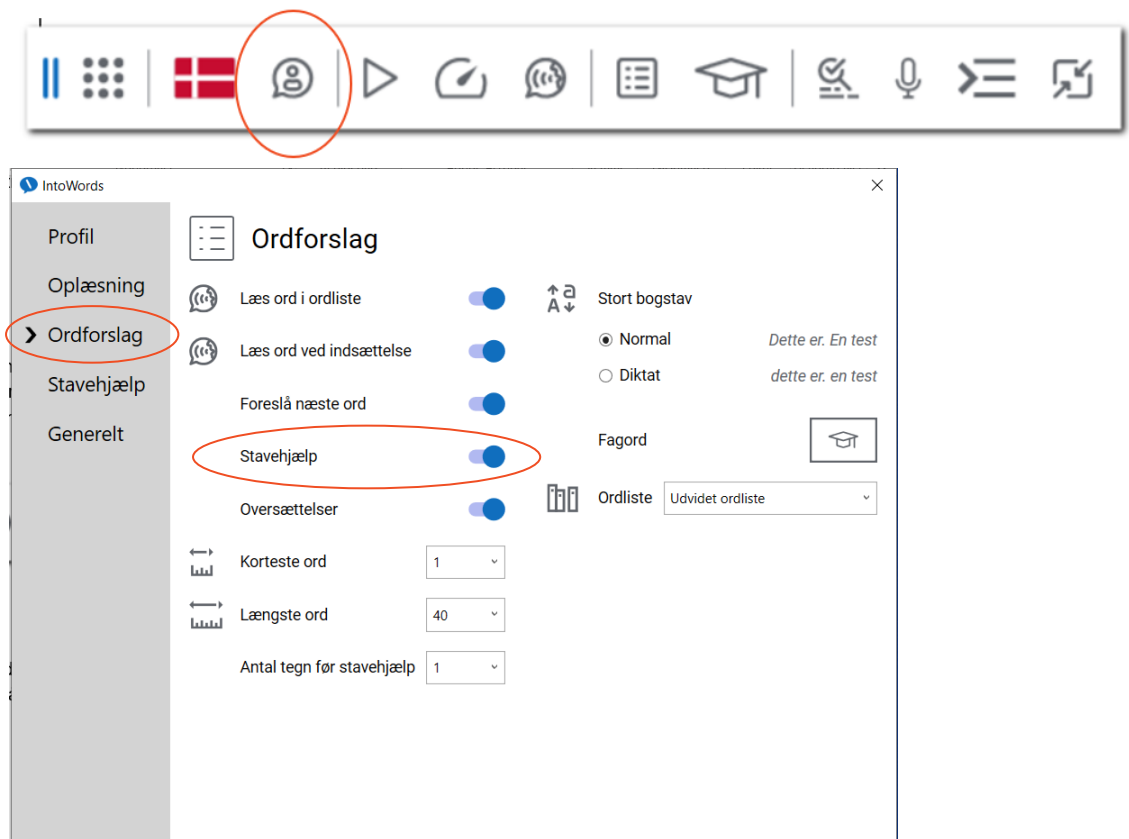 IntoWords
Profil
Oplæsning
Ordforslag
Stavehjælp
Generelt
Ordforslag
Læs ord i ordliste
Læs ord ved indsættelse
Foreslå næste ord
Stavehjælp
Oversættelser
Korteste ord 1
Længste ord 40
Antal tegn før stavehjælp 1
Stort bogstav
Normal Dette er. En test
Diktat dette er. en test
Fagord
Ordliste Udvidet ordliste